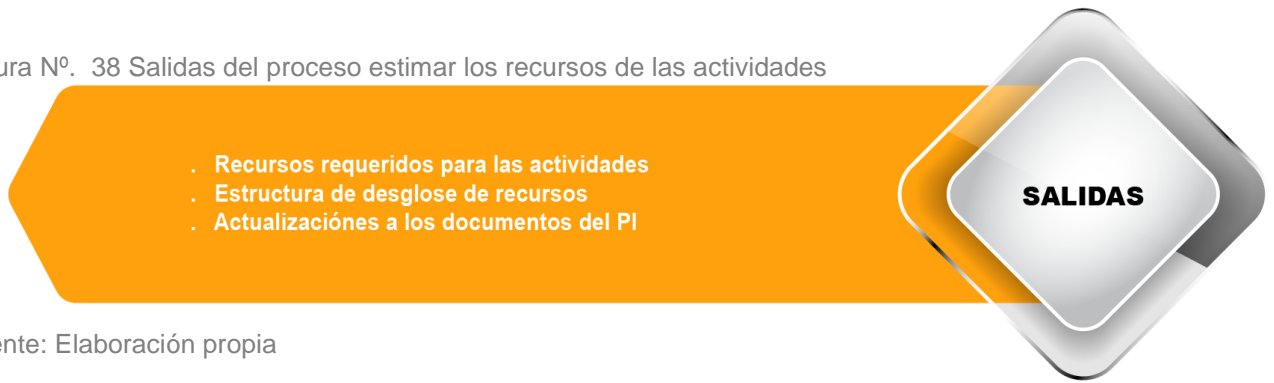 ura Nº. 38 Salidas del proceso estimar los recursos de las actividades
. Recursos requeridos para las actividades
. Estructura de desglose de recursos
. Actualizaciónes a los documentos del PI
SALIDAS
ente: Elaboración propia